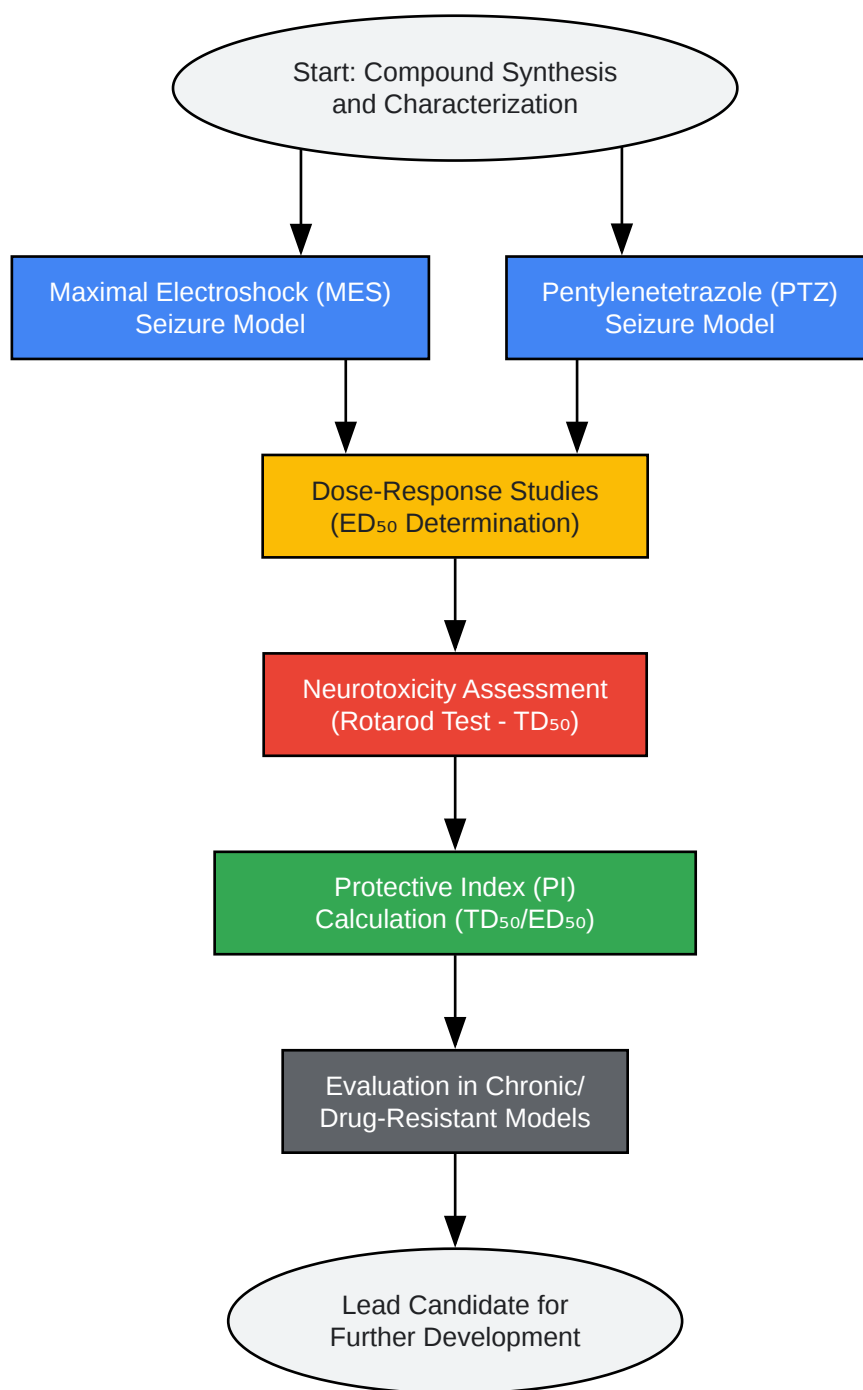 Start: Compound Synthesis
and Characterization
Maximal Electroshock (MES)
Seizure Model
Pentylenetetrazole (PTZ)
Seizure Model
Dose-Response Studies
(ED₅₀ Determination)
Neurotoxicity Assessment
(Rotarod Test - TD₅₀)
Protective Index (PI)
Calculation (TD₅₀/ED₅₀)
Evaluation in Chronic/
Drug-Resistant Models
Lead Candidate for
Further Development